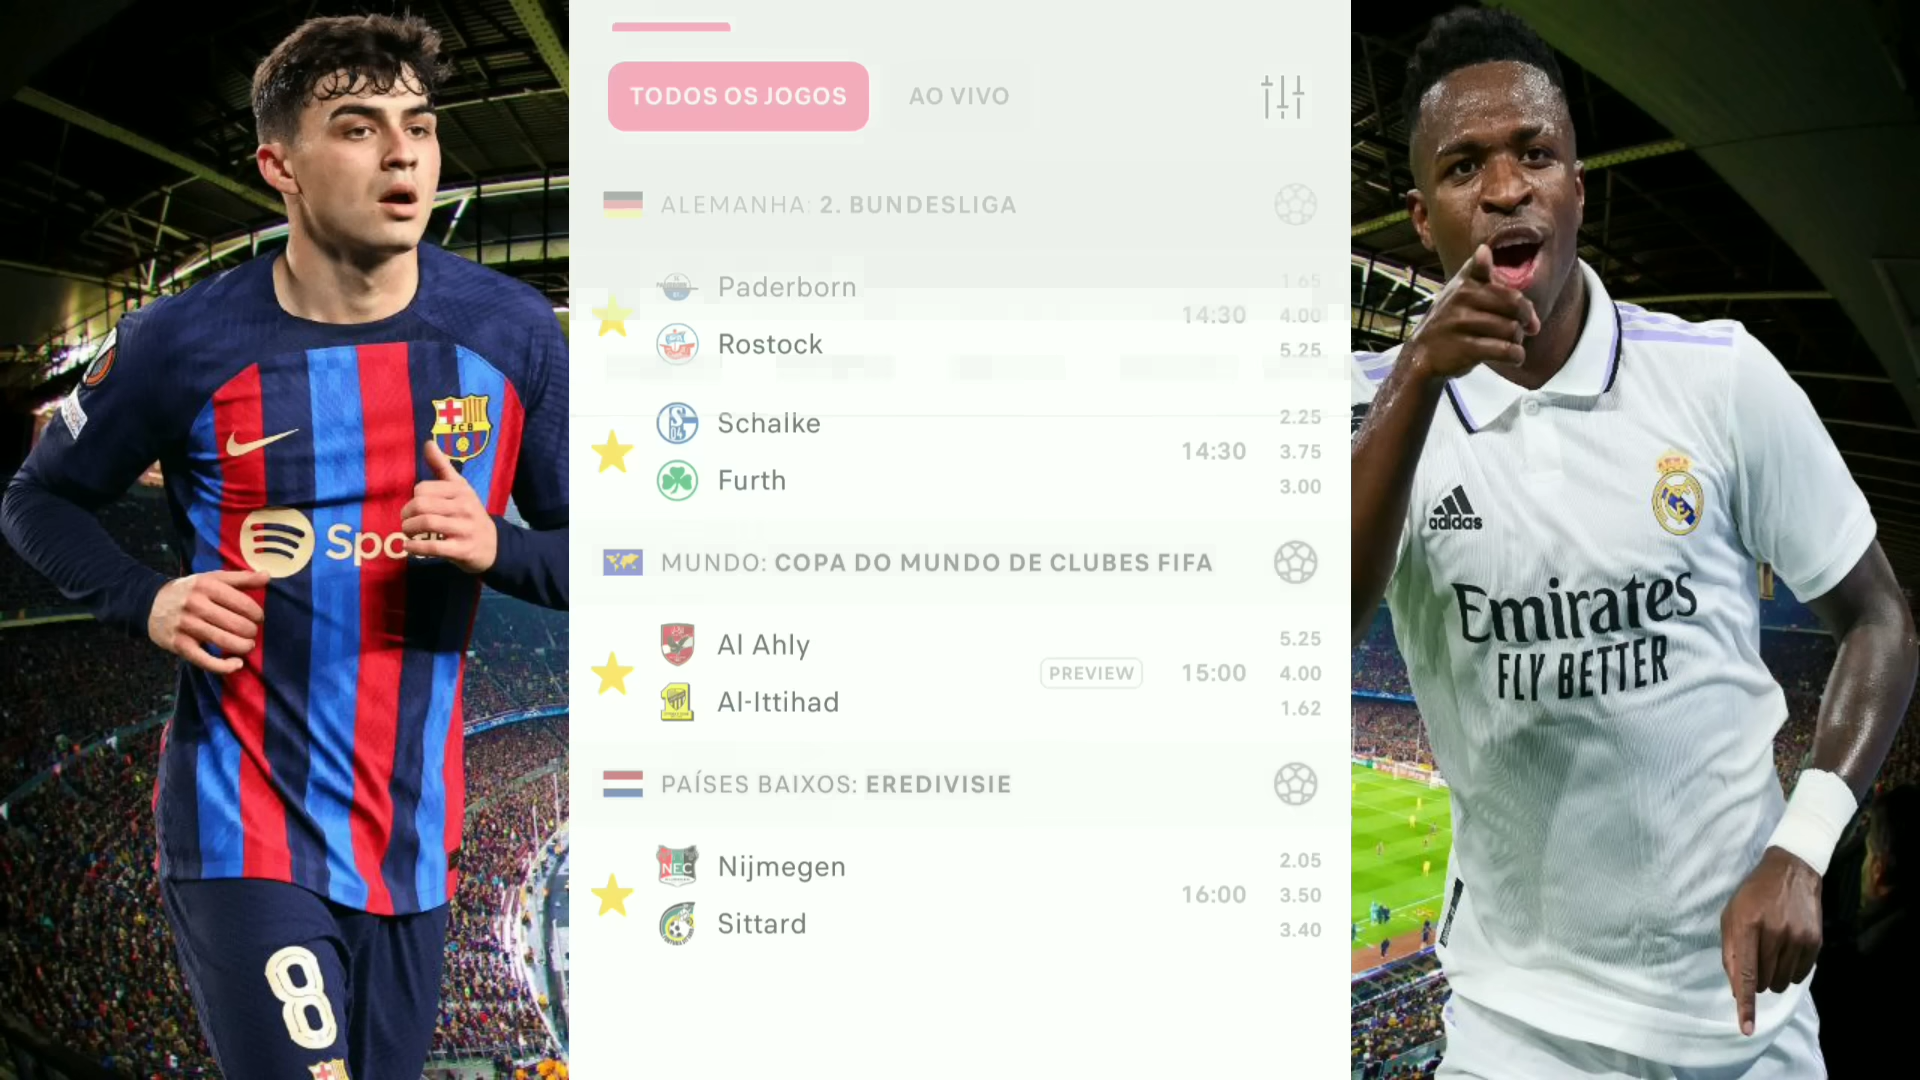 TODOS OS JOGOS
AO VIVO
ALEMANHA: 2. BUNDESLIGA
Paderborn
Rostock
14:30
1.65
4.00
5.25
Schalke
Furth
14:30
2.25
3.75
3.00
MUNDO: COPA DO MUNDO DE CLUBES FIFA
Al Ahly
Al-Ittihad
PREVIEW
15:00
5.25
4.00
1.62
PAÍSES BAIXOS: EREDIVISIE
NEC
Nijmegen
Sittard
16:00
2.05
3.50
3.40
FCB
Spo
8
adidas
Emirates
FLY BETTER